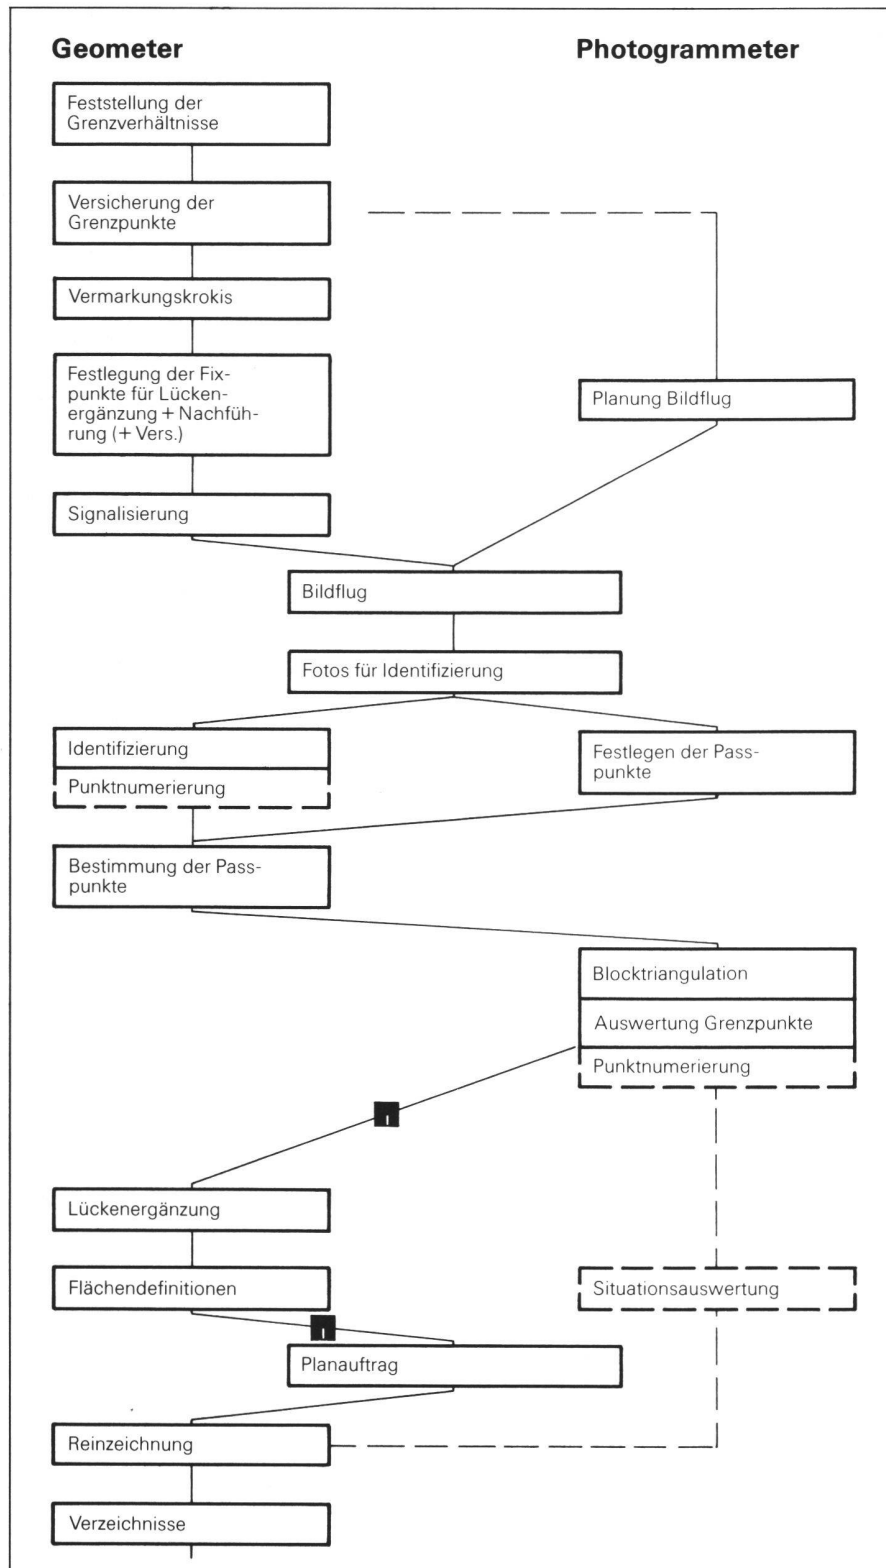 Geometer
Photogrammeter
Feststellung der
Grenzverhältnisse
Versicherung der
Grenzpunkte
Vermarkungskrokis
Festlegung der Fix-
punkte für Lücken-
ergänzung + Nachfüh-
rung (+ Vers.)
Planung Bildflug
Signalisierung
Bildflug
Fotos für Identifizierung
Identifizierung
Punktnumerierung
Festlegen der Pass-
punkte
Bestimmung der Pass-
punkte
Blocktriangulation
Auswertung Grenzpunkte
Punktnumerierung
Lückenergänzung
Flächendefinitionen
Situationsauswertung
Planauftrag
Reinzeichnung
Verzeichnisse